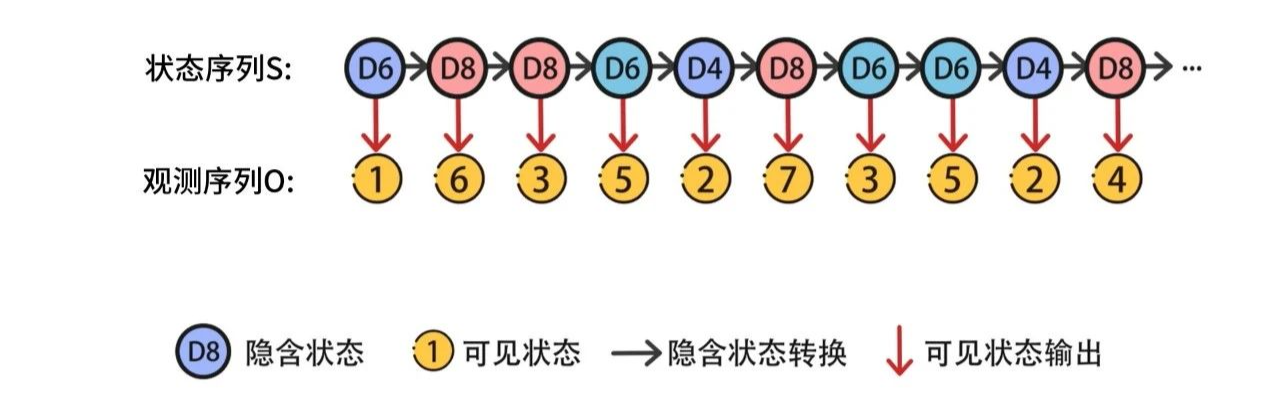 状态序列S: D6 D8 D8 D6 D4 D8 D6 D6 D4 D8 ...
观测序列O: 1 6 3 5 2 7 3 5 2 4
D8 隐含状态 1 可见状态 隐含状态转换 可见状态输出